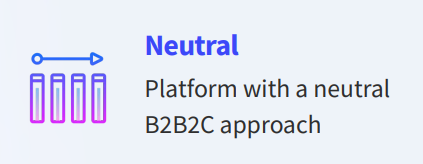 Neutral
Platform with a neutral
B2B2C approach